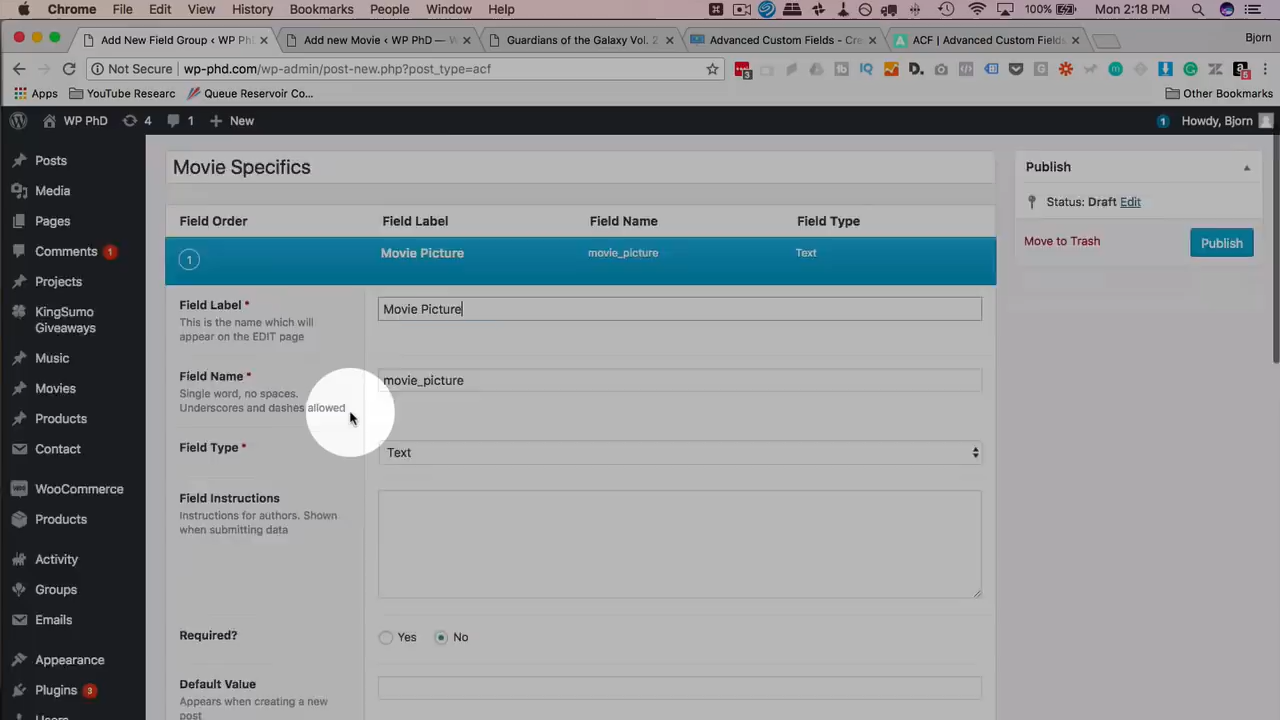 Chrome File Edit View History Bookmarks People Window Help 100% Mon 2:18 PM
Add New Field Group ‹ WP PhD Add new Movie ‹ WP PhD — Guardians of the Galaxy Vol. 2 Advanced Custom Fields - Cre ACF | Advanced Custom Fields Bjorn
Not Secure wp-phd.com/wp-admin/post-new.php?post_type=acf
Apps YouTube Researc Queue Reservoir Co... Other Bookmarks
WP PhD 4 1 New 1 Howdy, Bjorn
Posts
Media
Pages
Comments 1
Projects
KingSumo
Giveaways
Music
Movies
Products
Contact
WooCommerce
Products
Activity
Groups
Emails
Appearance
Plugins 3
Users
Movie Specifics
Field Order Field Label Field Name Field Type
1 Movie Picture movie_picture Text
Field Label *
This is the name which will
appear on the EDIT page
Movie Picture
Field Name *
Single word, no spaces.
Underscores and dashes allowed
movie_picture
Field Type *
Text
Field Instructions
Instructions for authors. Shown
when submitting data
Required?
Yes No
Default Value
Appears when creating a new
post
Publish
Status: Draft Edit
Move to Trash Publish